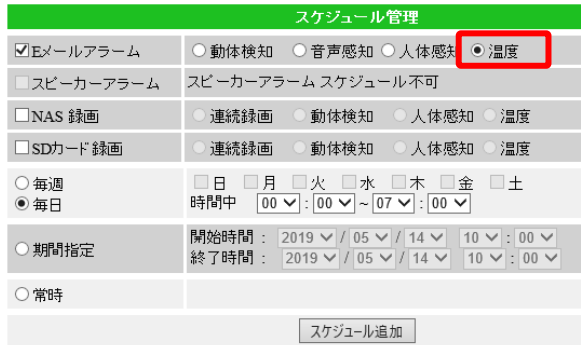 スケジュール管理
Eメールアラーム 動体検知 音声感知 人体感知 温度
スピーカーアラーム スピーカーアラーム スケジュール不可
NAS 録画 連続録画 動体検知 人体感知 温度
SDカード録画 連続録画 動体検知 人体感知 温度
毎週 日 月 火 水 木 金 土
毎日 時間中 00 : 00 ~ 07 : 00
期間指定
開始時間 : 2019 / 05 / 14 10 : 00
終了時間 : 2019 / 05 / 14 10 : 00
常時
スケジュール追加